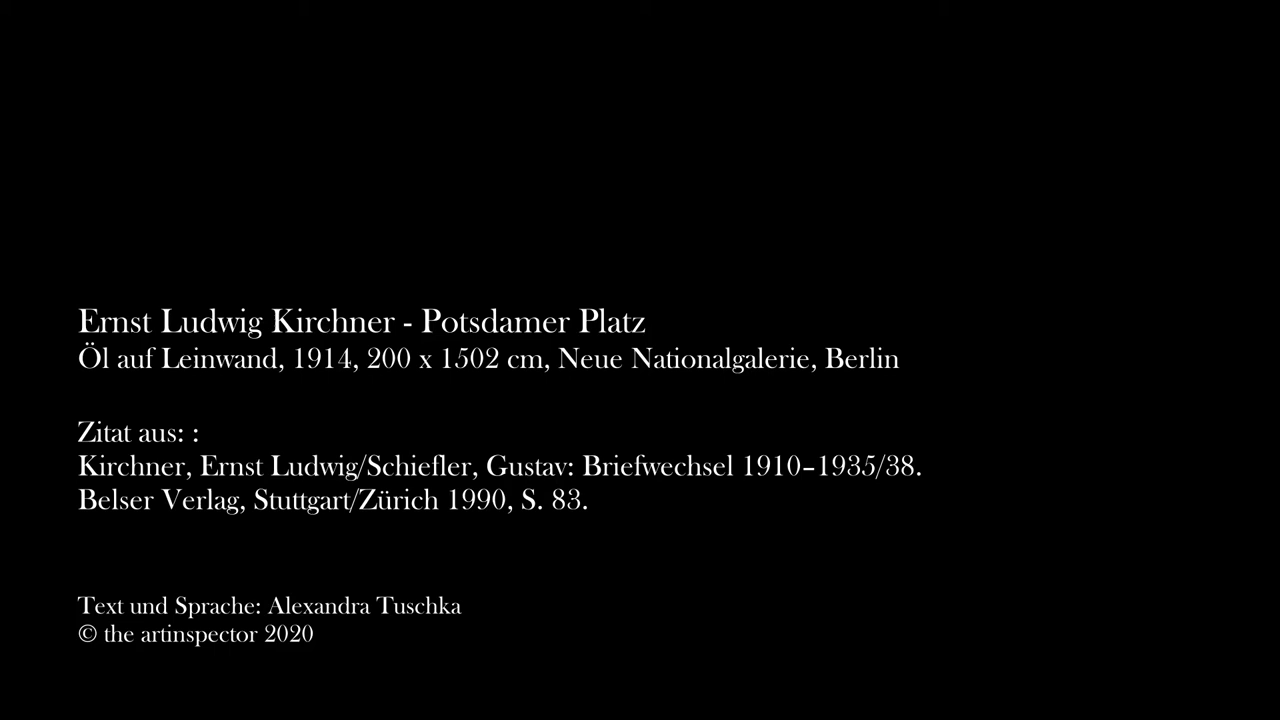 Ernst Ludwig Kirchner - Potsdamer Platz
Öl auf Leinwand, 1914, 200 x 1502 cm, Neue Nationalgalerie, Berlin
Zitat aus: :
Kirchner, Ernst Ludwig/Schiefler, Gustav: Briefwechsel 1910–1935/38.
Belser Verlag, Stuttgart/Zürich 1990, S. 83.
Text und Sprache: Alexandra Tuschka
© the artinspector 2020